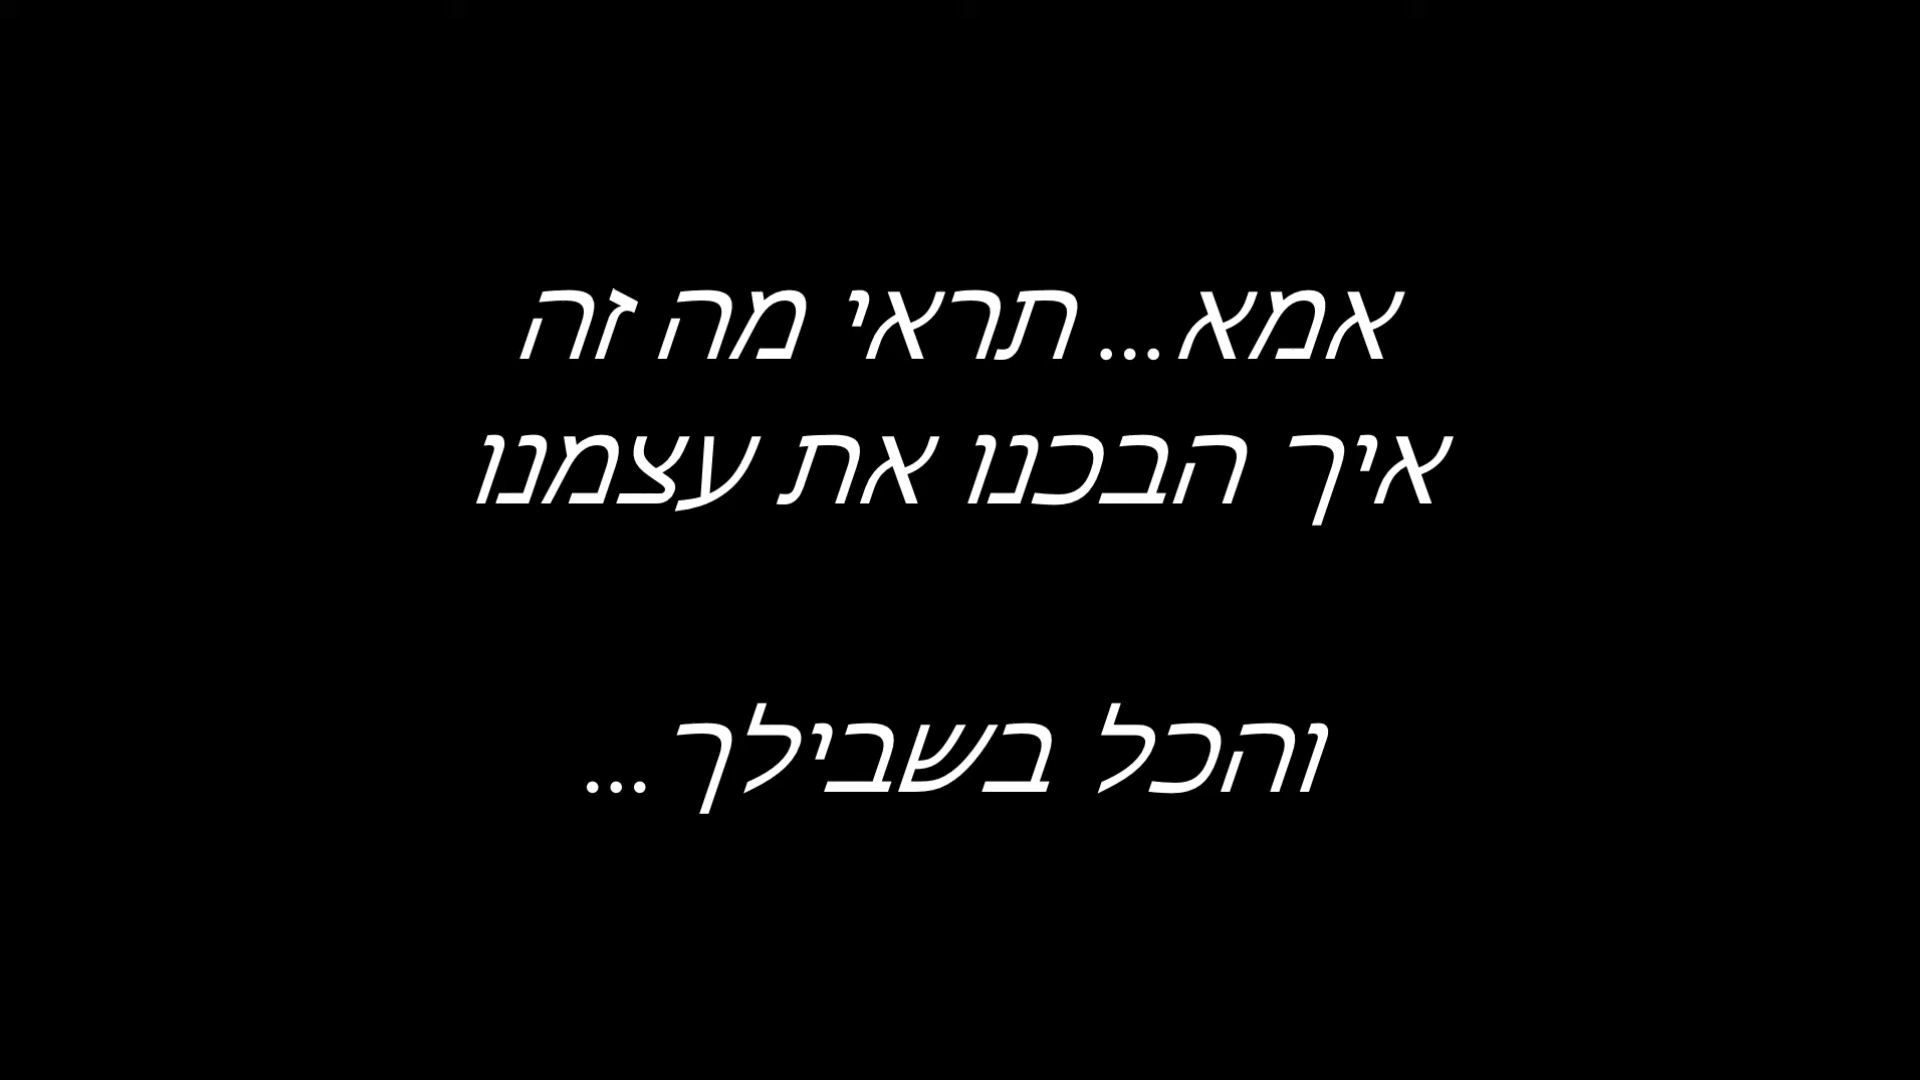 אמא... תראי מה זה
איך הבכנו את עצמנו
והכל בשבילך...